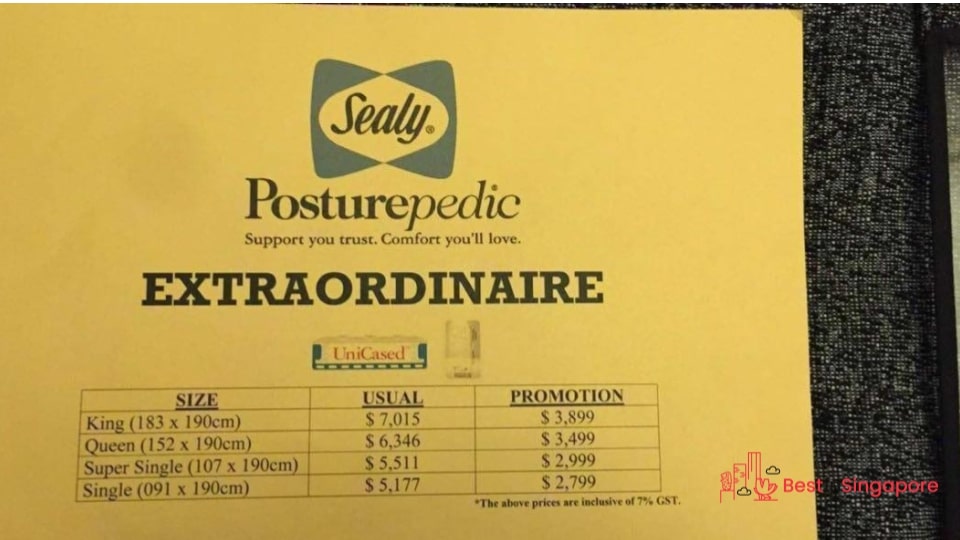 Sealy®
Posturepedic
Support you trust. Comfort you'll love.
EXTRAORDINAIRE
UniCased™
SIZE USUAL PROMOTION
King (183 x 190cm) $ 7,015 $ 3,899
Queen (152 x 190cm) $ 6,346 $ 3,499
Super Single (107 x 190cm) $ 5,511 $ 2,999
Single (091 x 190cm) $ 5,177 $ 2,799
*The above prices are inclusive of 7% GST.
Best Singapore